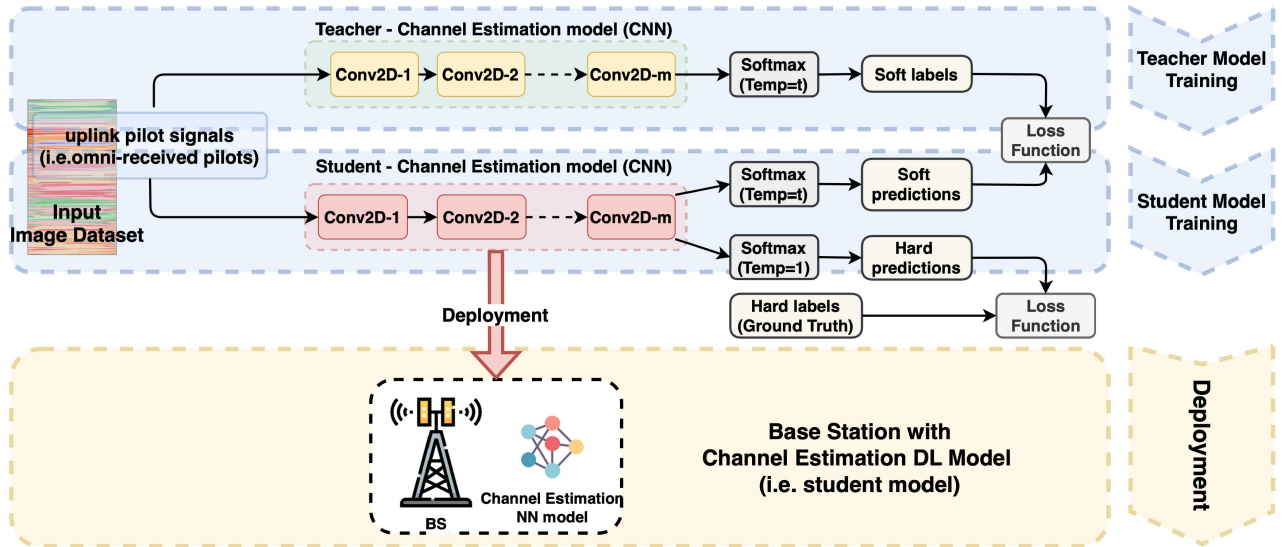 Teacher - Channel Estimation model (CNN)
Conv2D-1
Conv2D-2
Conv2D-m
Softmax
(Temp=t)
Soft labels
Loss
Function
Teacher Model
Training
uplink pilot signals
(i.e.omni-received pilots)
Input
Image Dataset
Student - Channel Estimation model (CNN)
Conv2D-1
Conv2D-2
Conv2D-m
Softmax
(Temp=t)
Soft
predictions
Softmax
(Temp=1)
Hard
predictions
Hard labels
(Ground Truth)
Loss
Function
Student Model
Training
Deployment
BS
Channel Estimation
NN model
Base Station with
Channel Estimation DL Model
(i.e. student model)
Deployment